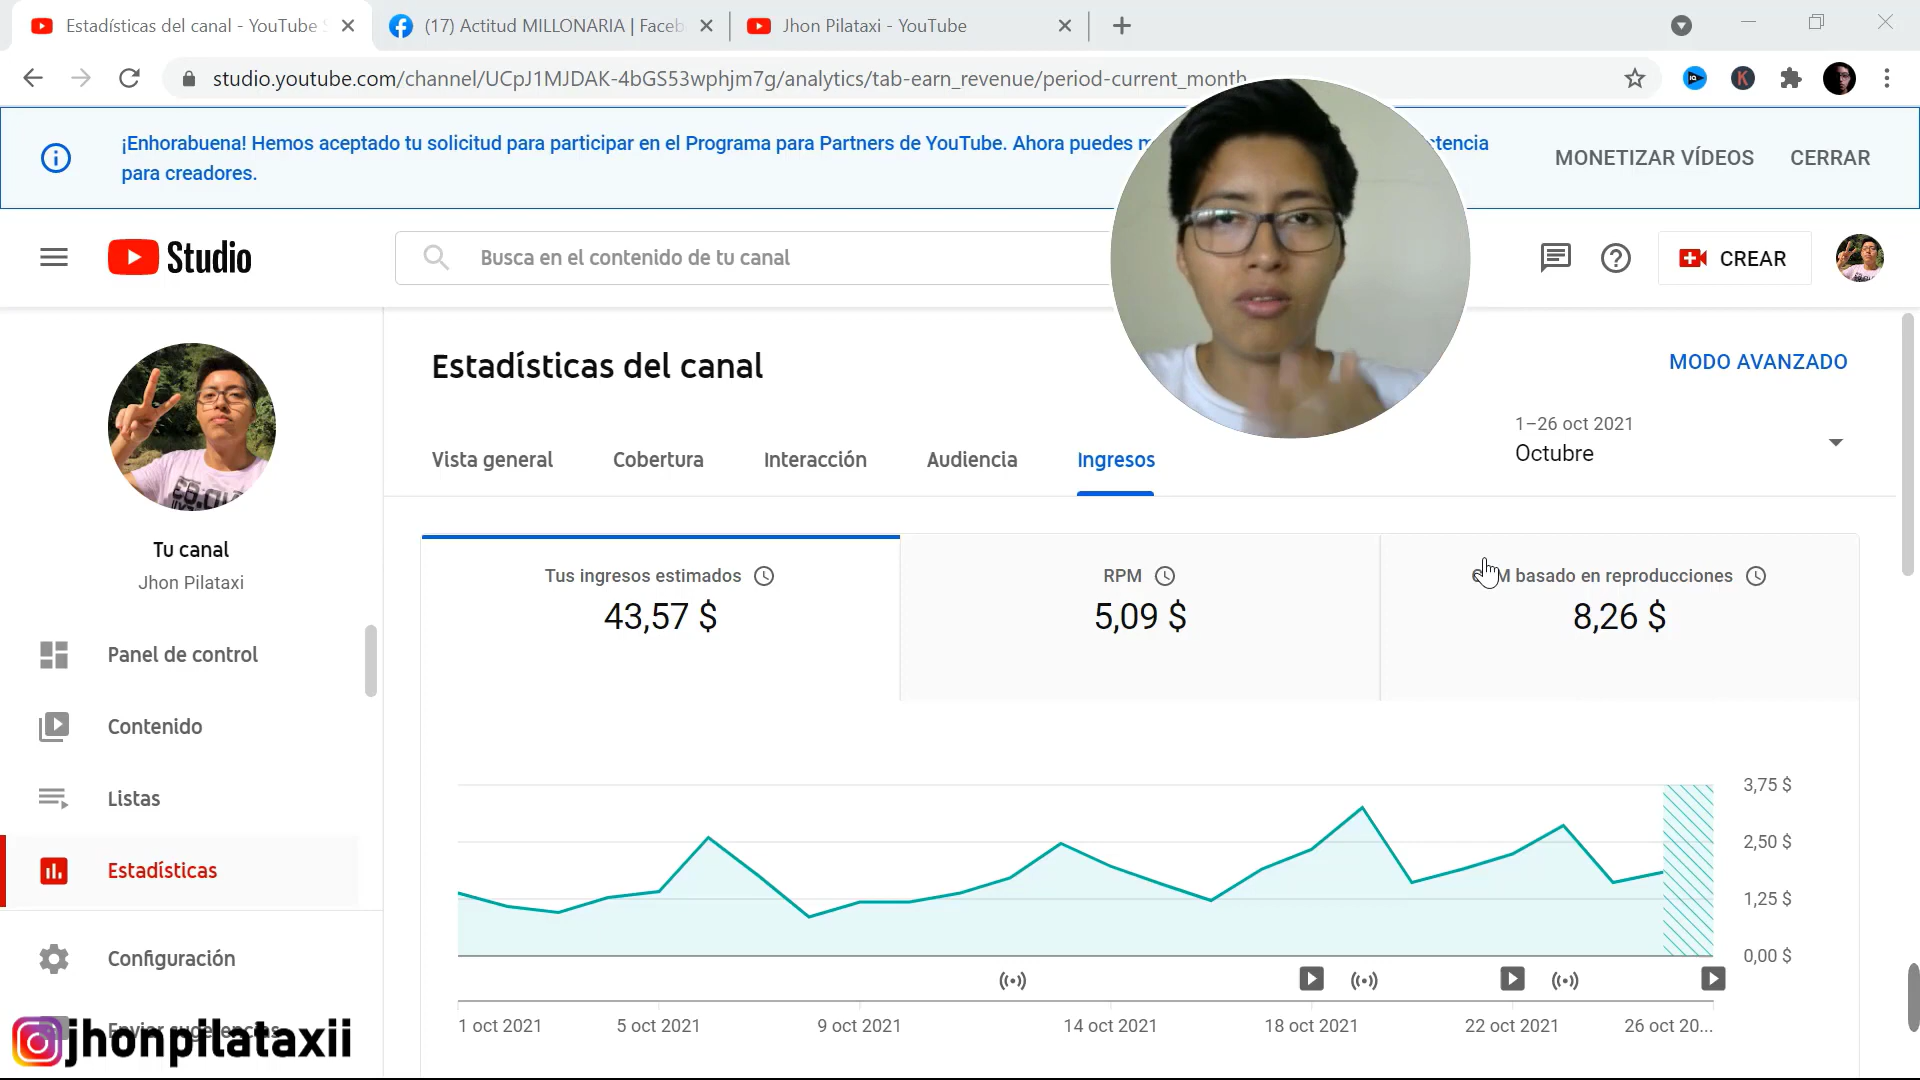 Estadísticas del canal - YouTube S
(17) Actitud MILLONARIA | Faceb
Jhon Pilataxi - YouTube
studio.youtube.com/channel/UCpJ1MJDAK-4bGS53wphjm7g/analytics/tab-earn_revenue/period-current_month
K
¡Enhorabuena! Hemos aceptado tu solicitud para participar en el Programa para Partners de YouTube. Ahora puedes
para creadores.
MONETIZAR VÍDEOS
CERRAR
Studio
Busca en el contenido de tu canal
CREAR
Tu canal
Jhon Pilataxi
Panel de control
Contenido
Listas
Estadísticas
Configuración
Enviar sugerencias
jhonpilataxii
Estadísticas del canal
MODO AVANZADO
Vista general
Cobertura
Interacción
Audiencia
Ingresos
1–26 oct 2021
Octubre
Tus ingresos estimados
43,57 $
RPM
5,09 $
M basado en reproducciones
8,26 $
3,75 $
2,50 $
1,25 $
0,00 $
1 oct 2021
5 oct 2021
9 oct 2021
14 oct 2021
18 oct 2021
22 oct 2021
26 oct 20...